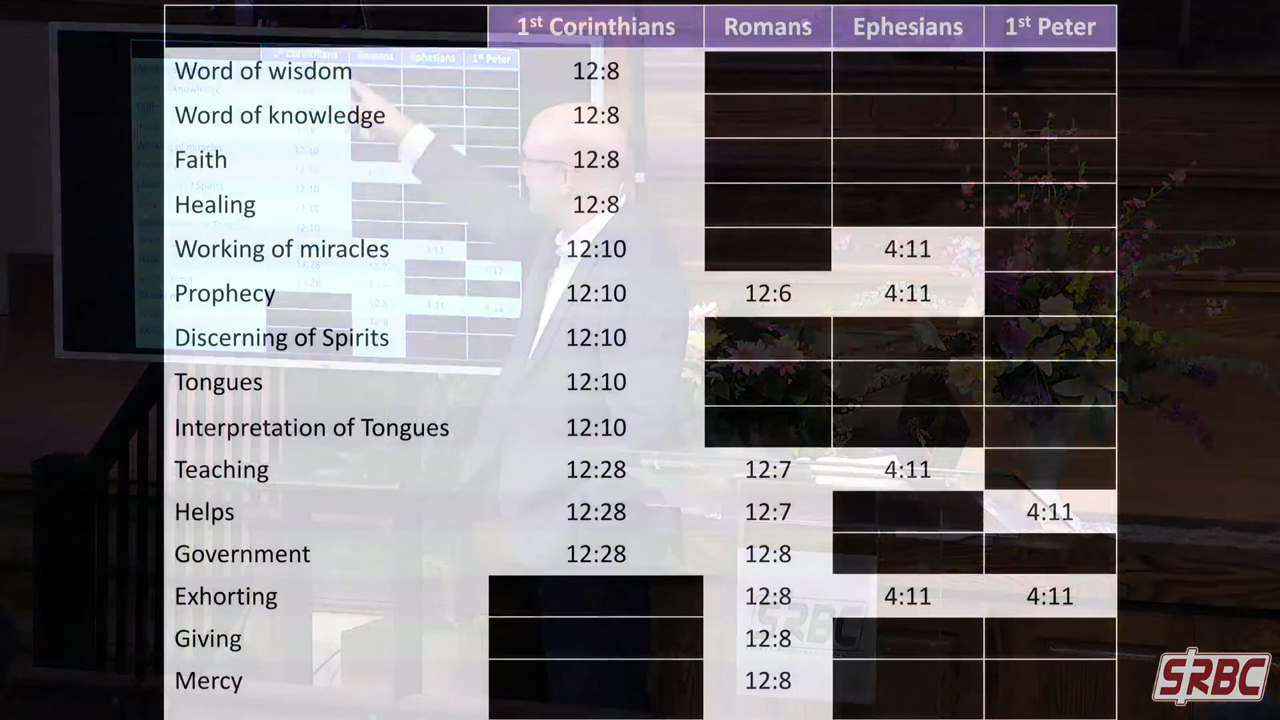 1st Corinthians Romans Ephesians 1st Peter
Word of wisdom 12:8
Word of knowledge 12:8
Faith 12:8
Healing 12:8
Working of miracles 12:10 4:11
Prophecy 12:10 12:6 4:11
Discerning of Spirits 12:10
Tongues 12:10
Interpretation of Tongues 12:10
Teaching 12:28 12:7 4:11
Helps 12:28 12:7 4:11
Government 12:28 12:8
Exhorting 12:8 4:11 4:11
Giving 12:8
Mercy 12:8
SRBC
SRBC